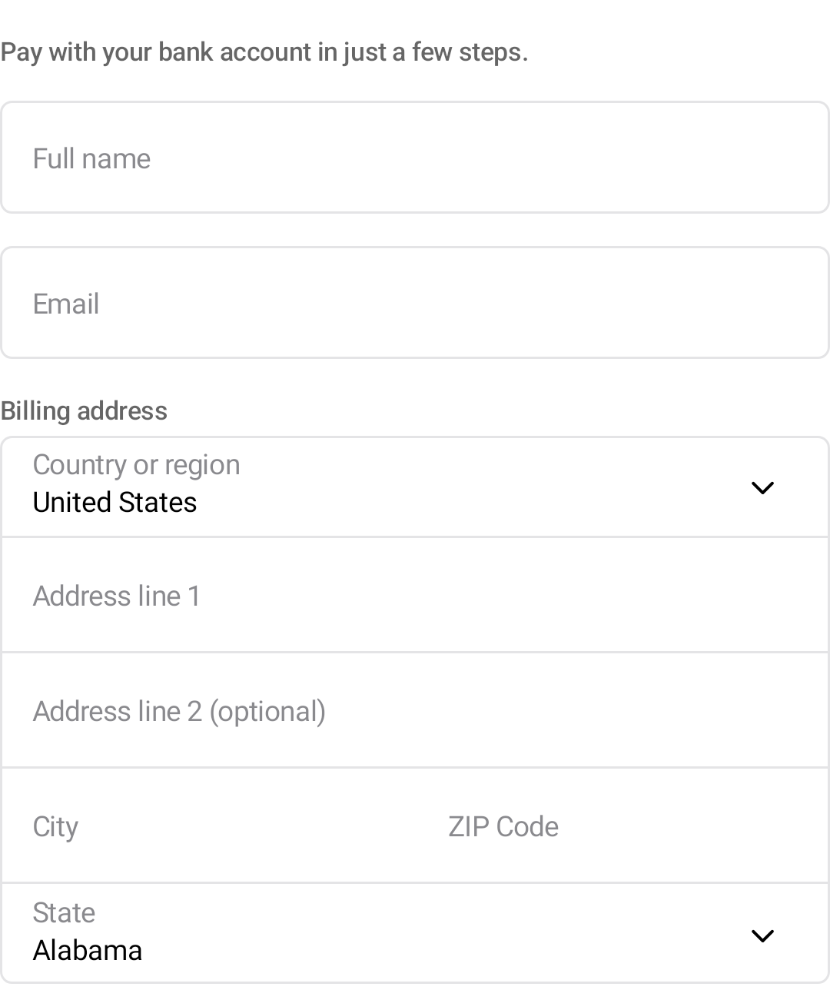 Pay with your bank account in just a few steps.
Full name
Email
Billing address
Country or region
United States
Address line 1
Address line 2 (optional)
City ZIP Code
State
Alabama